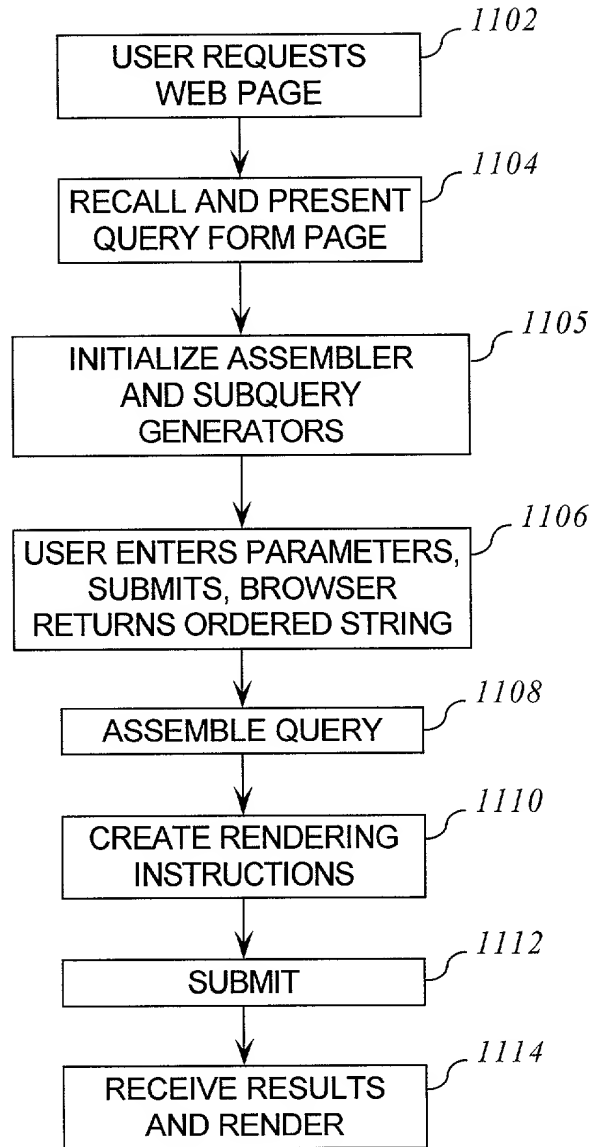 1102
USER REQUESTS
WEB PAGE
1104
RECALL AND PRESENT
QUERY FORM PAGE
1105
INITIALIZE ASSEMBLER
AND SUBQUERY
GENERATORS
1106
USER ENTERS PARAMETERS,
SUBMITS, BROWSER
RETURNS ORDERED STRING
1108
ASSEMBLE QUERY
1110
CREATE RENDERING
INSTRUCTIONS
1112
SUBMIT
1114
RECEIVE RESULTS
AND RENDER